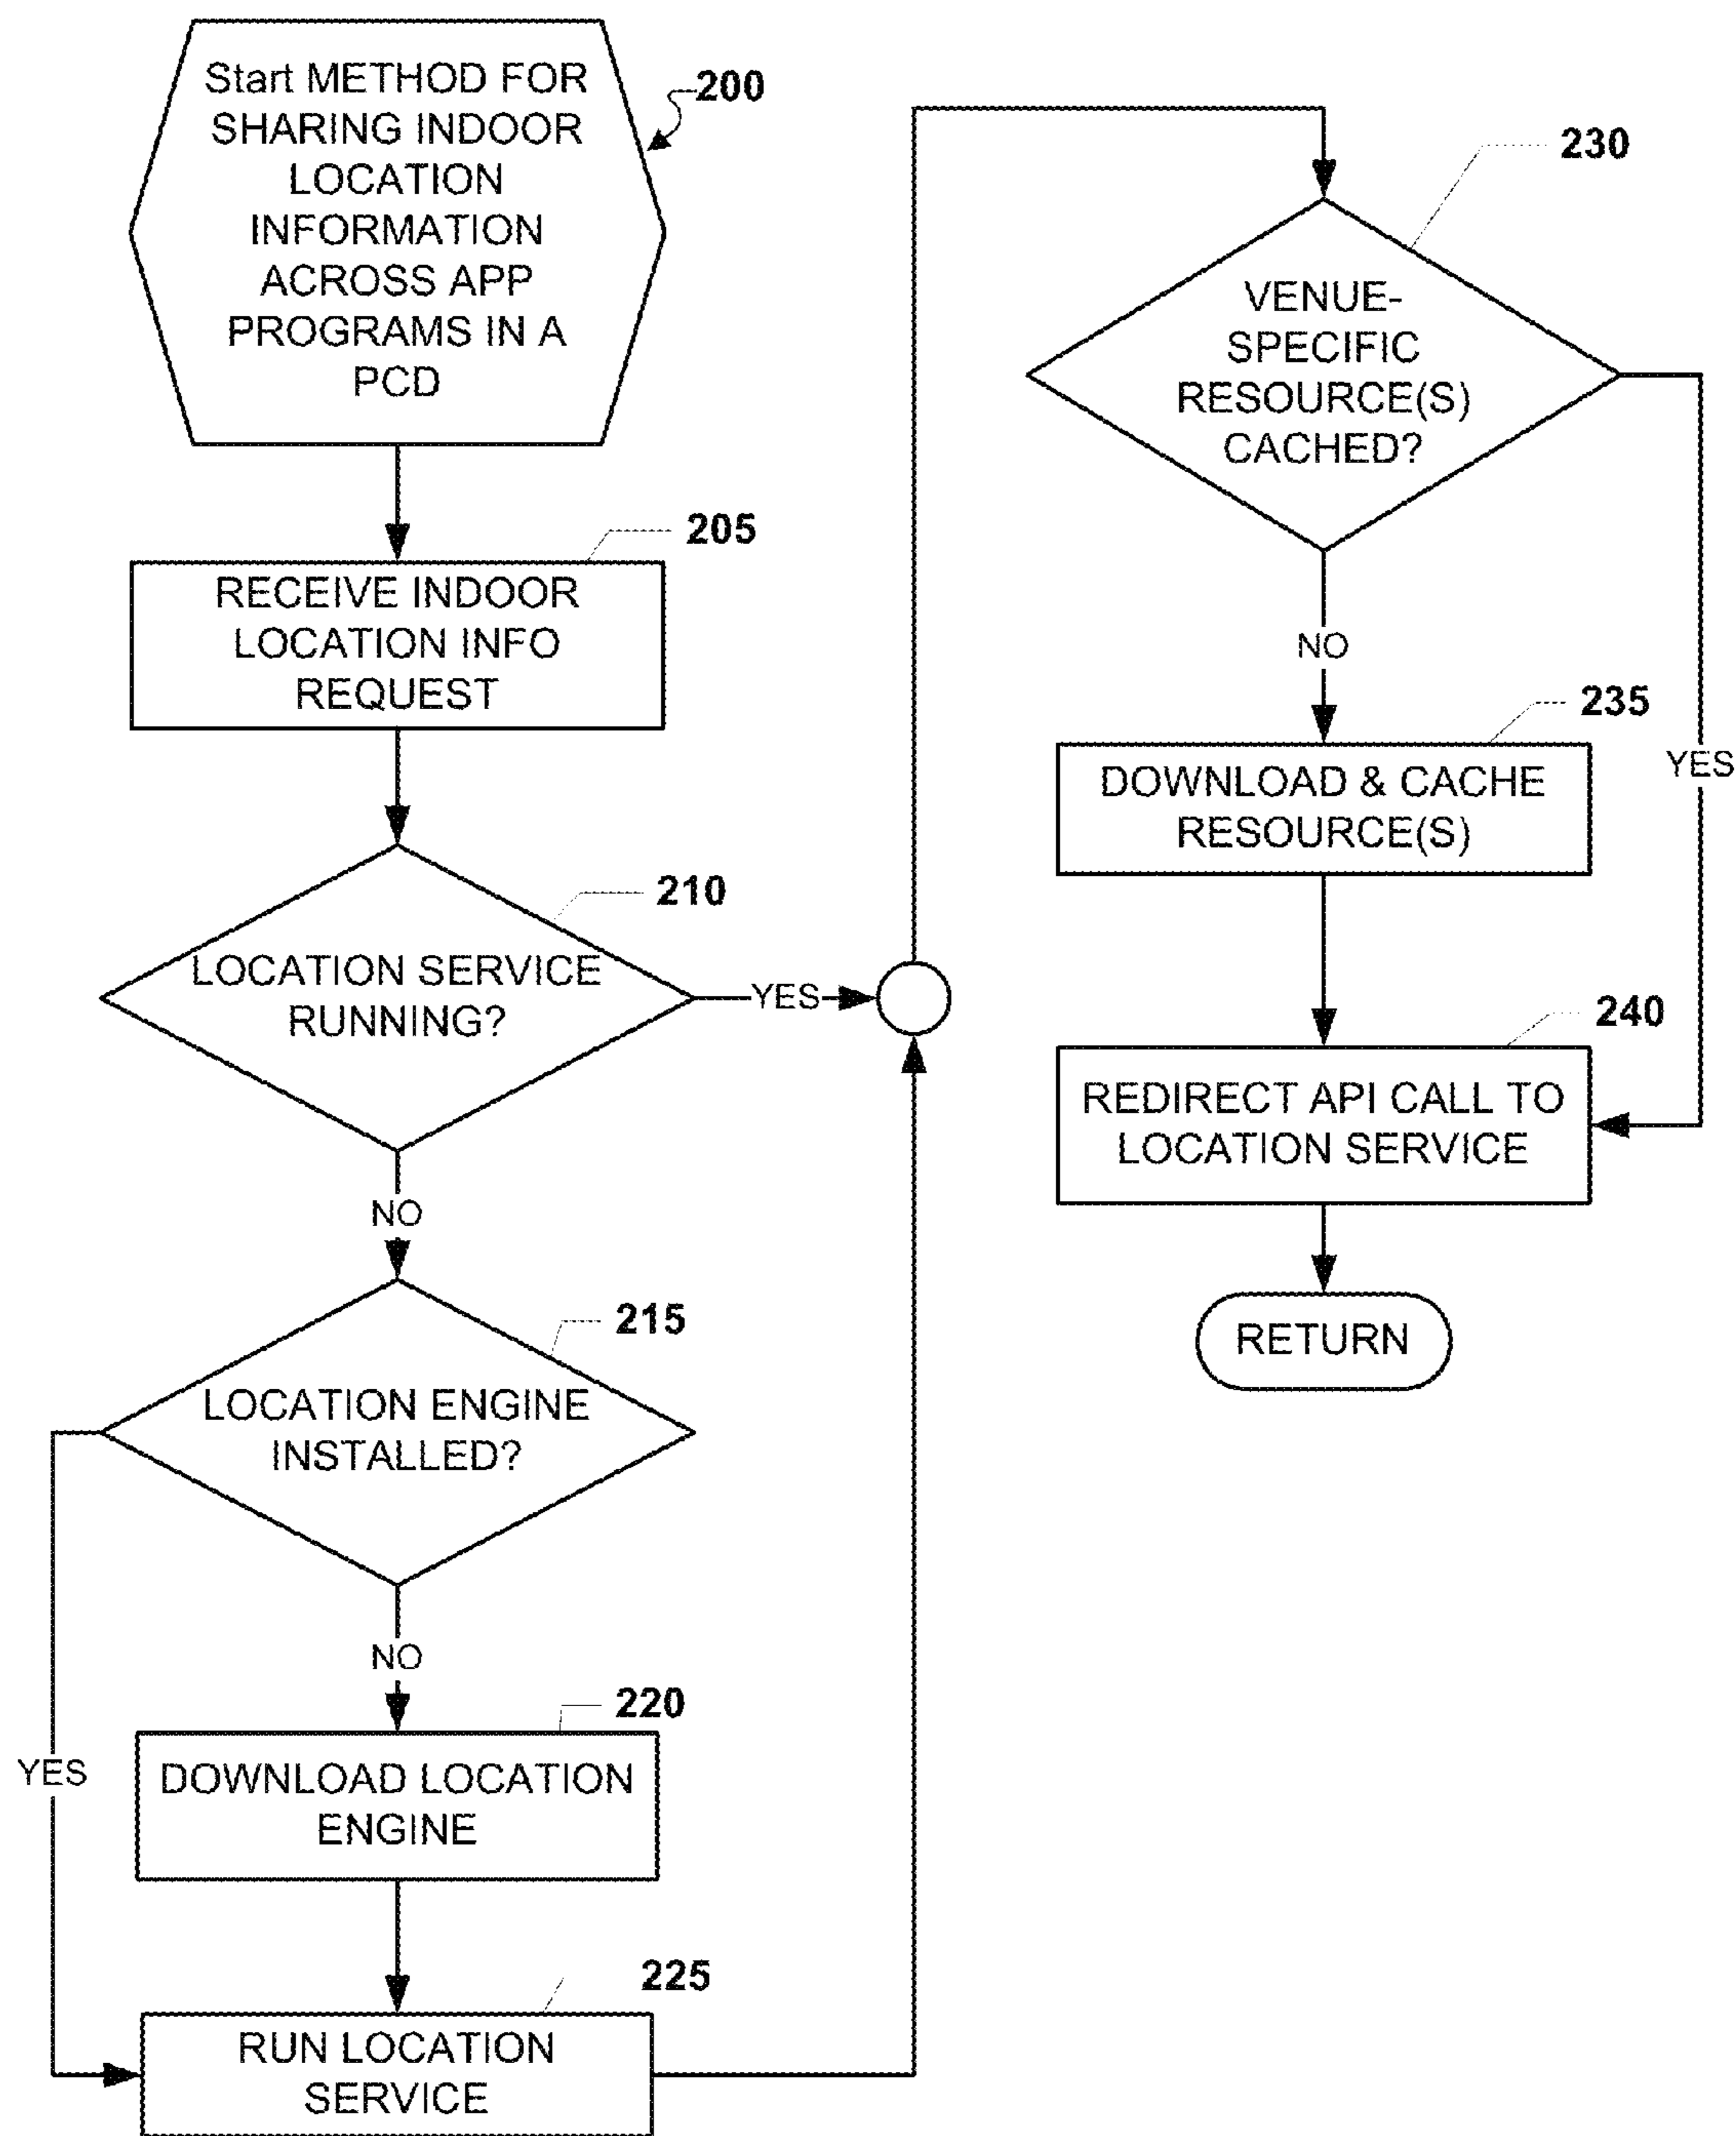 Start METHOD FOR
SHARING INDOOR
LOCATION
INFORMATION
ACROSS APP
PROGRAMS IN A
PCD
200
205
RECEIVE INDOOR
LOCATION INFO
REQUEST
210
LOCATION SERVICE
RUNNING?
YES
NO
215
LOCATION ENGINE
INSTALLED?
NO
YES
220
DOWNLOAD LOCATION
ENGINE
225
RUN LOCATION
SERVICE
230
VENUE-
SPECIFIC
RESOURCE(S)
CACHED?
NO
YES
235
DOWNLOAD & CACHE
RESOURCE(S)
240
REDIRECT API CALL TO
LOCATION SERVICE
RETURN